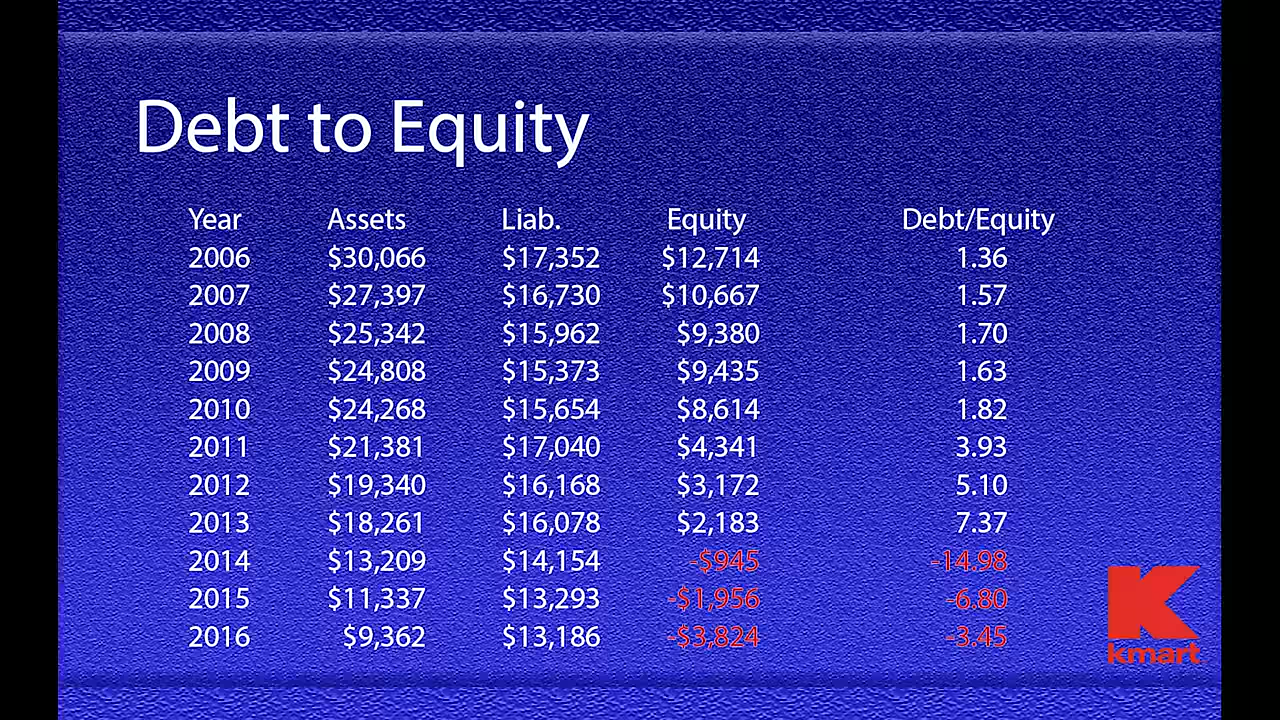 Debt to Equity
Year Assets Liab. Equity Debt/Equity
2006 $30,066 $17,352 $12,714 1.36
2007 $27,397 $16,730 $10,667 1.57
2008 $25,342 $15,962 $9,380 1.70
2009 $24,808 $15,373 $9,435 1.63
2010 $24,268 $15,654 $8,614 1.82
2011 $21,381 $17,040 $4,341 3.93
2012 $19,340 $16,168 $3,172 5.10
2013 $18,261 $16,078 $2,183 7.37
2014 $13,209 $14,154 -$945 -14.98
2015 $11,337 $13,293 -$1,956 -6.80
2016 $9,362 $13,186 -$3,824 -3.45
K
kmart